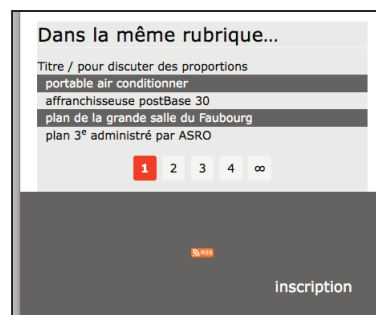 Dans la même rubrique...
Titre / pour discuter des proportions
portable air conditionner
affranchisseuse postBase 30
plan de la grande salle du Faubourg
plan 3e administré par ASRO
1 2 3 4 ∞
RSS
inscription